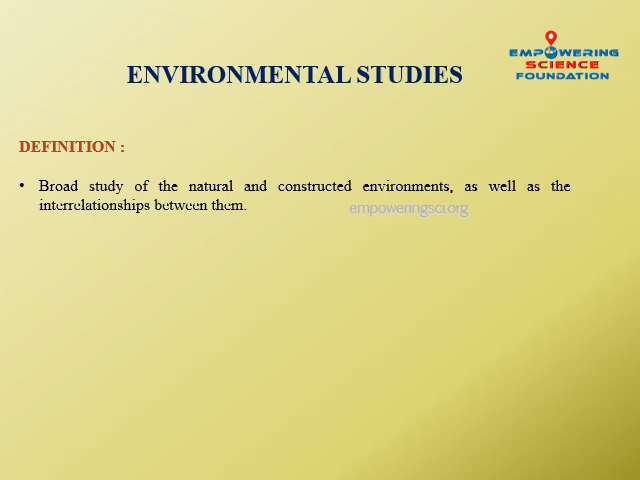 EMPOWERING
SCIENCE
FOUNDATION
ENVIRONMENTAL STUDIES
DEFINITION :
• Broad study of the natural and constructed environments, as well as the
interrelationships between them.
empoweringsci.org